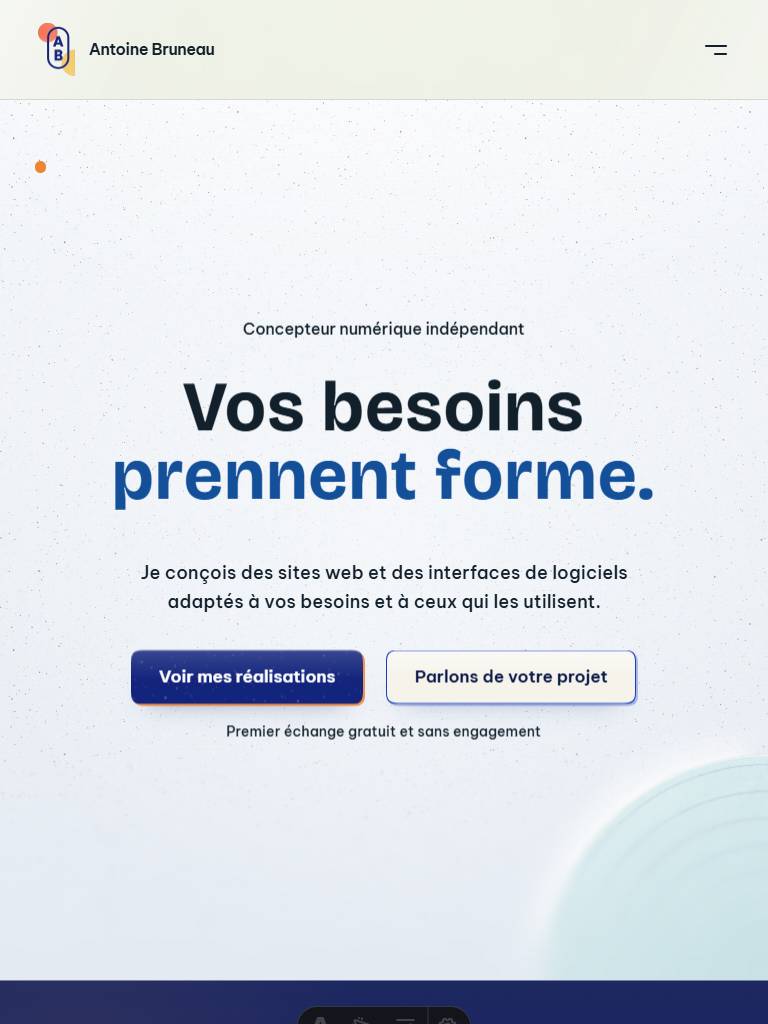 A
B
Antoine Bruneau
Concepteur numérique indépendant
Vos besoins
prennent forme.
Je conçois des sites web et des interfaces de logiciels
adaptés à vos besoins et à ceux qui les utilisent.
Voir mes réalisations
Parlons de votre projet
Premier échange gratuit et sans engagement